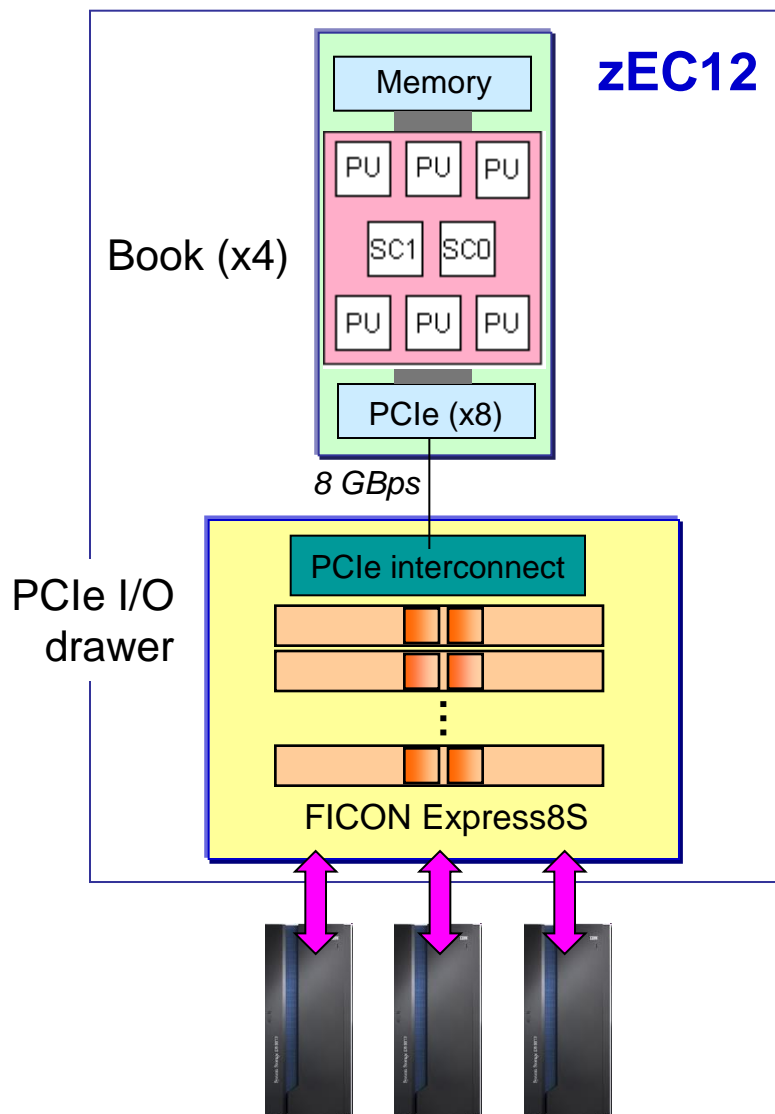 zEC12
Memory
PU PU PU
Book (x4)
SC1 SC0
PU PU PU
PCIe (x8)
8 GBps
PCIe interconnect
PCIe I/O
drawer
FICON Express8S